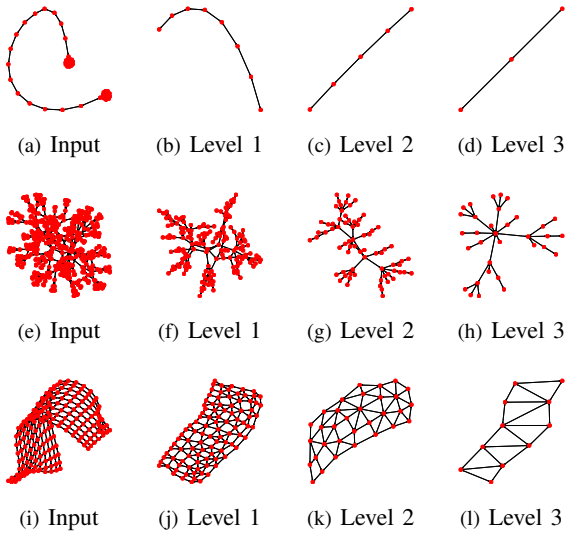 (a) Input (b) Level 1 (c) Level 2 (d) Level 3
(e) Input (f) Level 1 (g) Level 2 (h) Level 3
(i) Input (j) Level 1 (k) Level 2 (l) Level 3